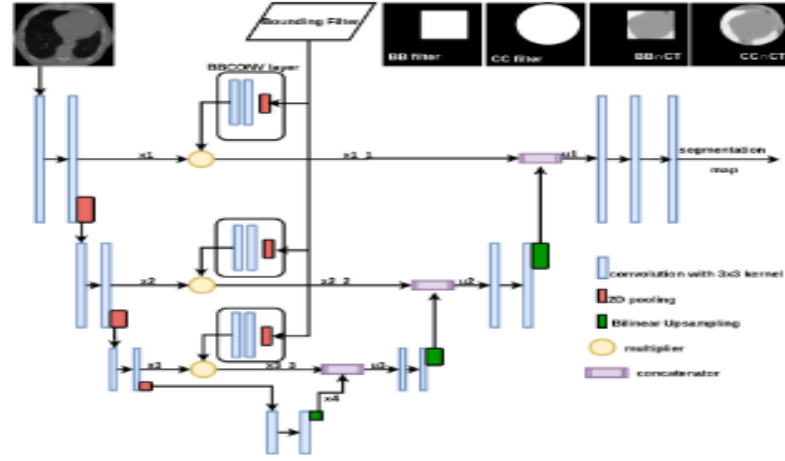 Bounding Filter
BB filter
CC filter
BB∩CT
CC∩CT
BBCONV layer
x1
x1_1
u1
segmentation
map
x2
x2_2
u2
convolution with 3x3 kernel
2D pooling
Bilinear Upsampling
multiplier
concatenator
x3
x3_3
u3
x4